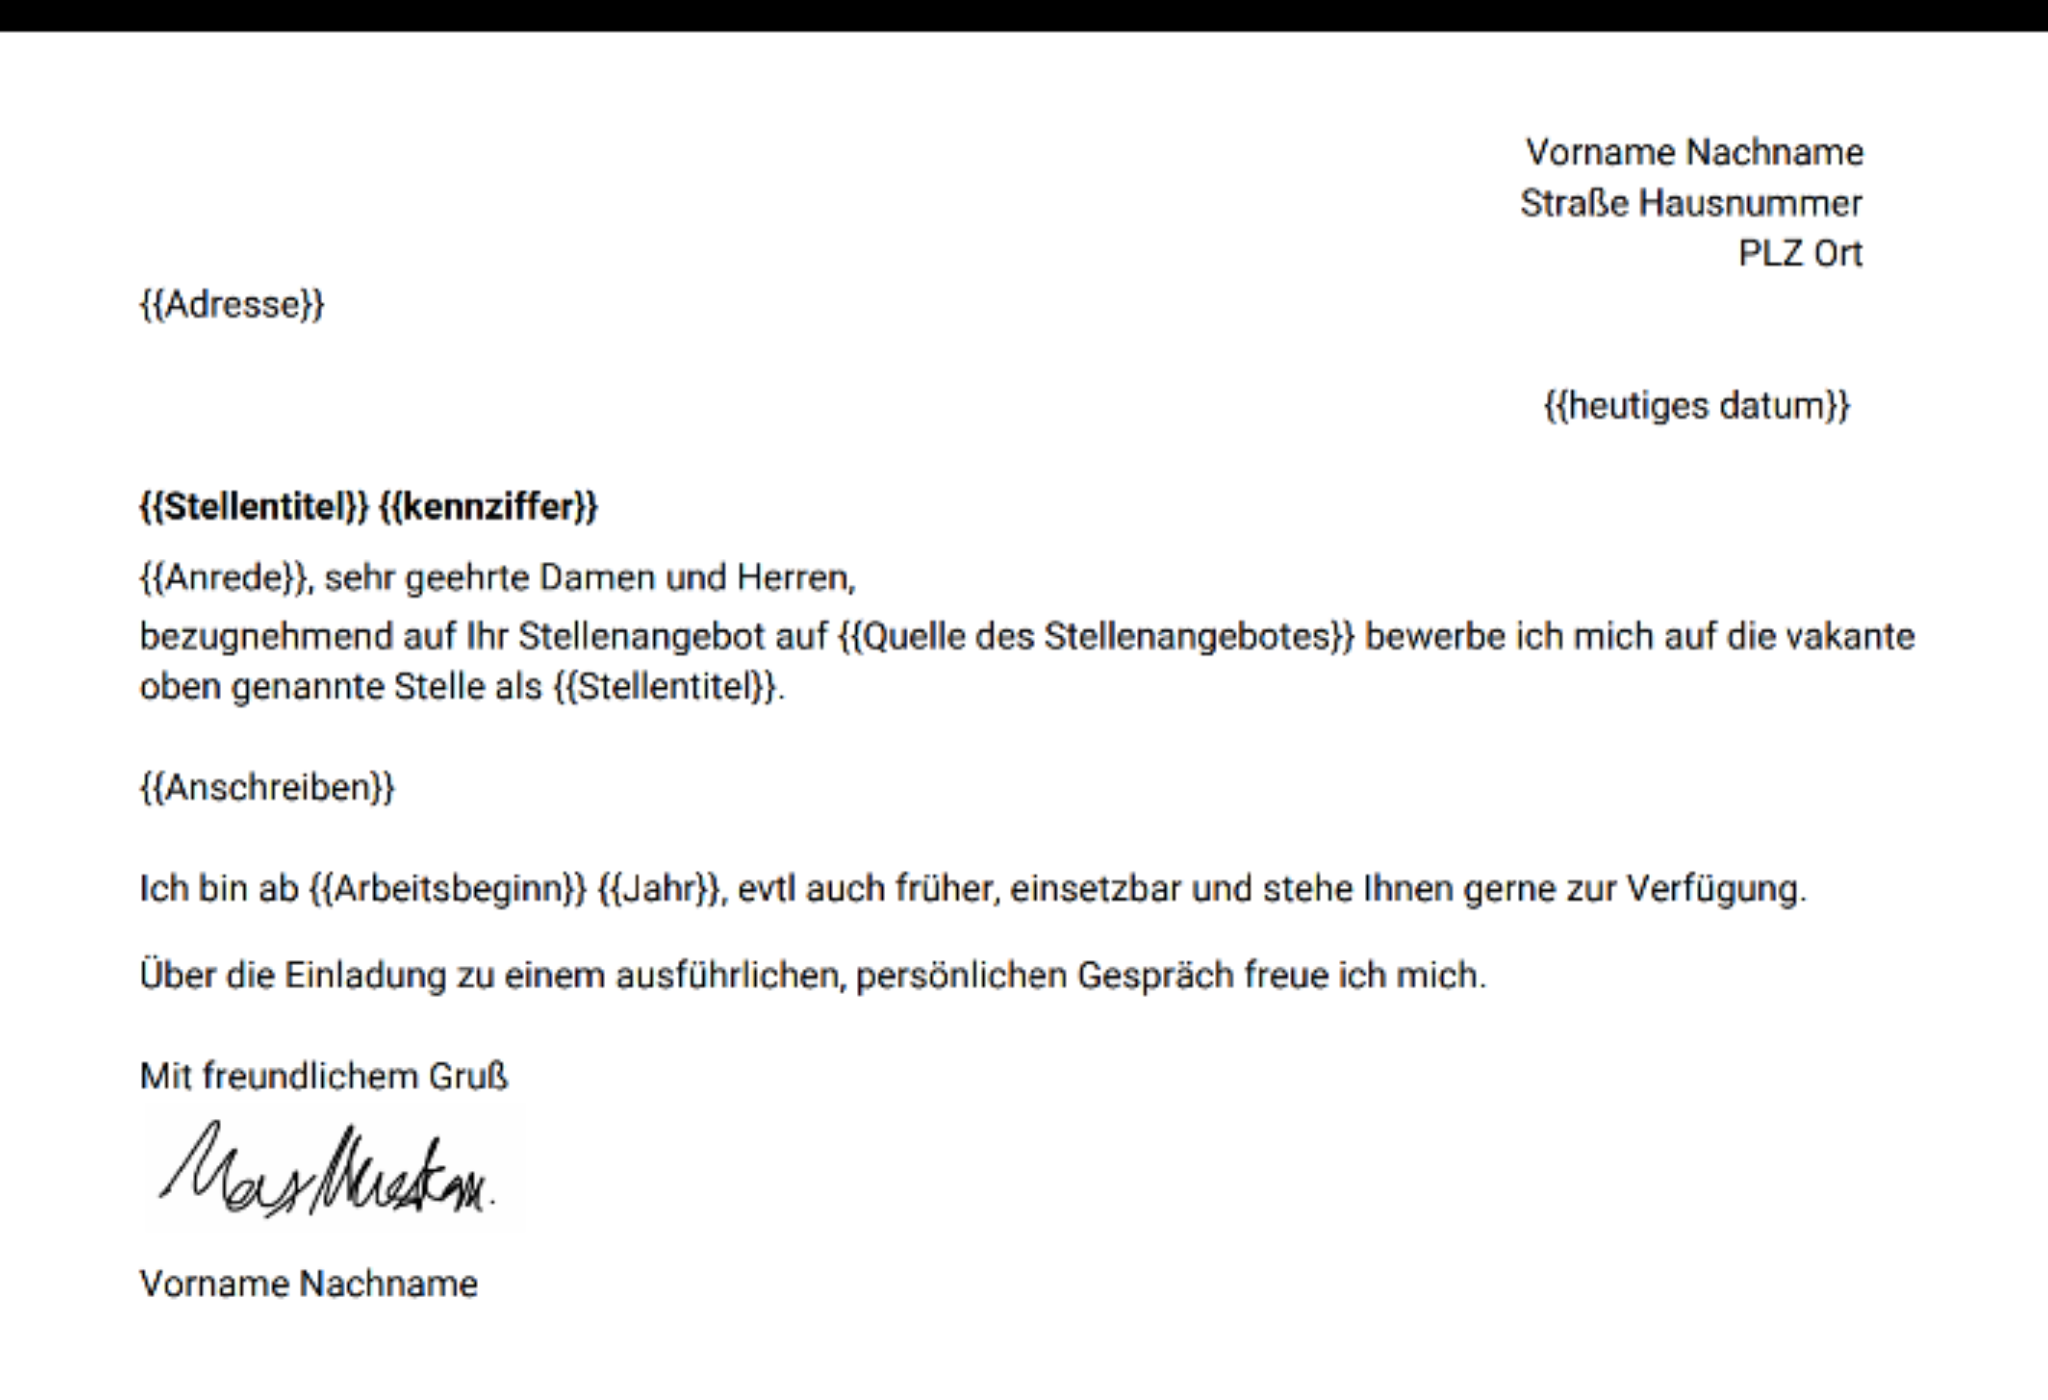 Vorname Nachname
Straße Hausnummer
PLZ Ort
{{Adresse}}
{{heutiges datum}}
{{Stellentitel}} {{kennziffer}}
{{Anrede}}, sehr geehrte Damen und Herren,
bezugnehmend auf Ihr Stellenangebot auf {{Quelle des Stellenangebotes}} bewerbe ich mich auf die vakante
oben genannte Stelle als {{Stellentitel}}.
{{Anschreiben}}
Ich bin ab {{Arbeitsbeginn}} {{Jahr}}, evtl auch früher, einsetzbar und stehe Ihnen gerne zur Verfügung.
Über die Einladung zu einem ausführlichen, persönlichen Gespräch freue ich mich.
Mit freundlichem Gruß
Vorname Nachname